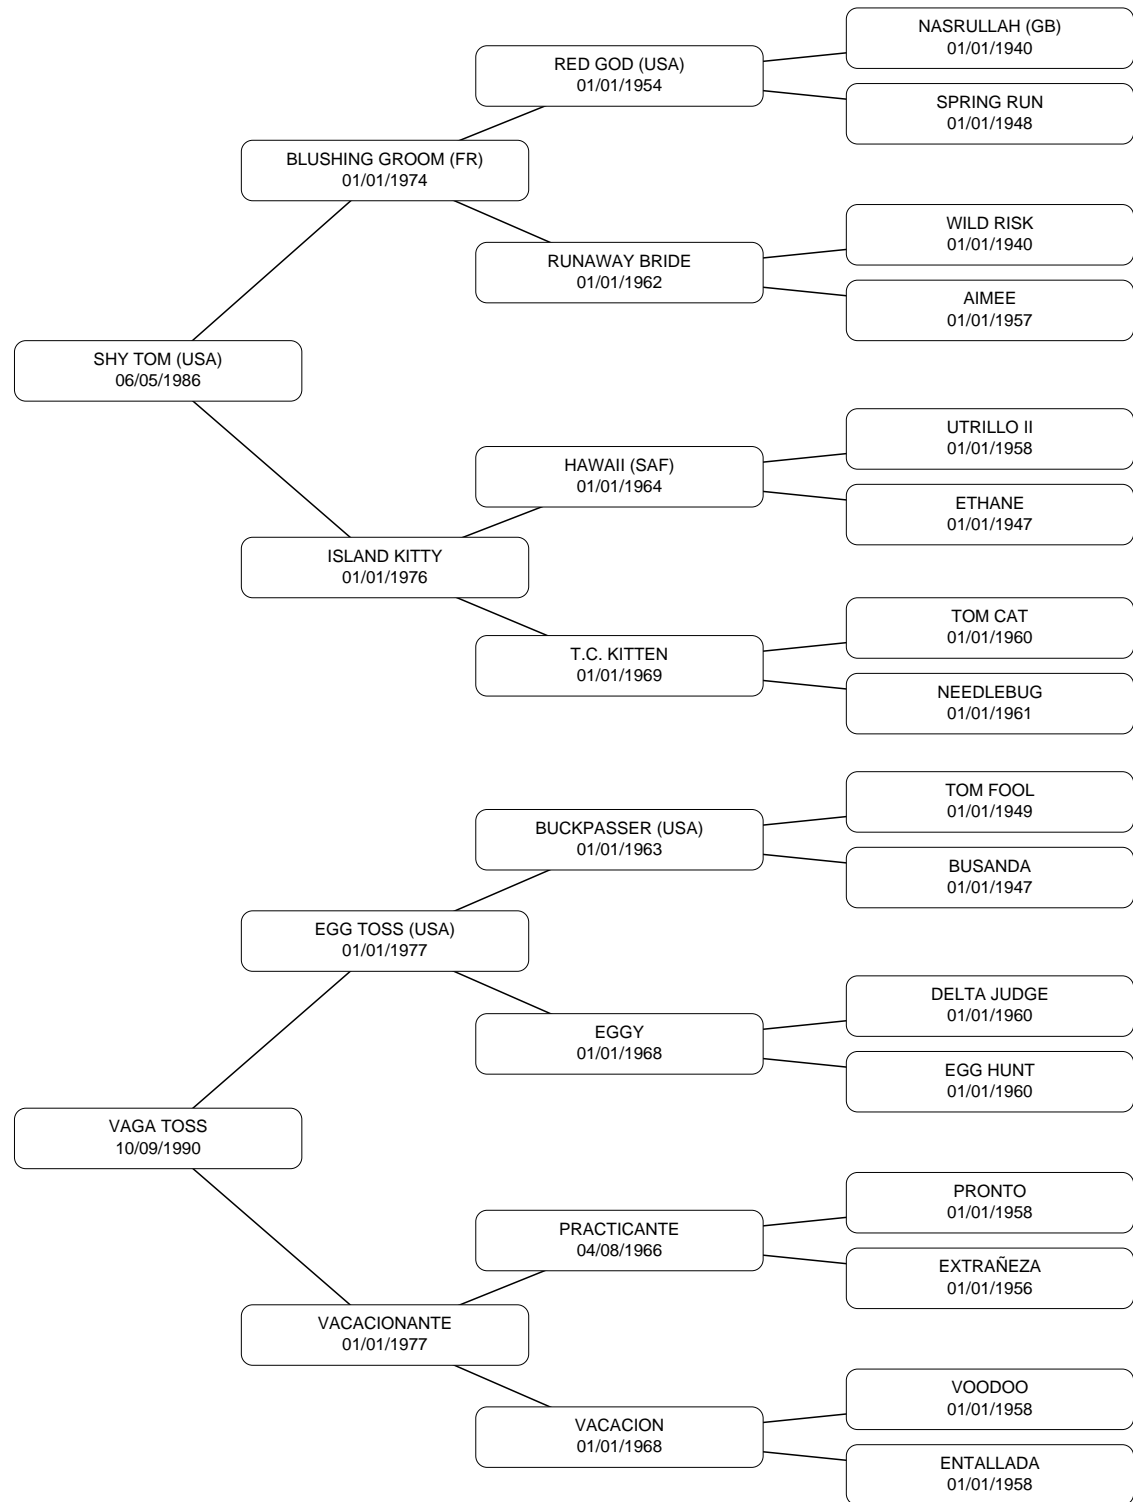 NASRULLAH (GB)
01/01/1940
RED GOD (USA)
01/01/1954
SPRING RUN
01/01/1948
BLUSHING GROOM (FR)
01/01/1974
WILD RISK
01/01/1940
RUNAWAY BRIDE
01/01/1962
AIMEE
01/01/1957
SHY TOM (USA)
06/05/1986
UTRILLO II
01/01/1958
HAWAII (SAF)
01/01/1964
ETHANE
01/01/1947
ISLAND KITTY
01/01/1976
TOM CAT
01/01/1960
T.C. KITTEN
01/01/1969
NEEDLEBUG
01/01/1961
TOM FOOL
01/01/1949
BUCKPASSER (USA)
01/01/1963
BUSANDA
01/01/1947
EGG TOSS (USA)
01/01/1977
DELTA JUDGE
01/01/1960
EGGY
01/01/1968
EGG HUNT
01/01/1960
VAGA TOSS
10/09/1990
PRONTO
01/01/1958
PRACTICANTE
04/08/1966
EXTRAÑEZA
01/01/1956
VACACIONANTE
01/01/1977
VOODOO
01/01/1958
VACACION
01/01/1968
ENTALLADA
01/01/1958